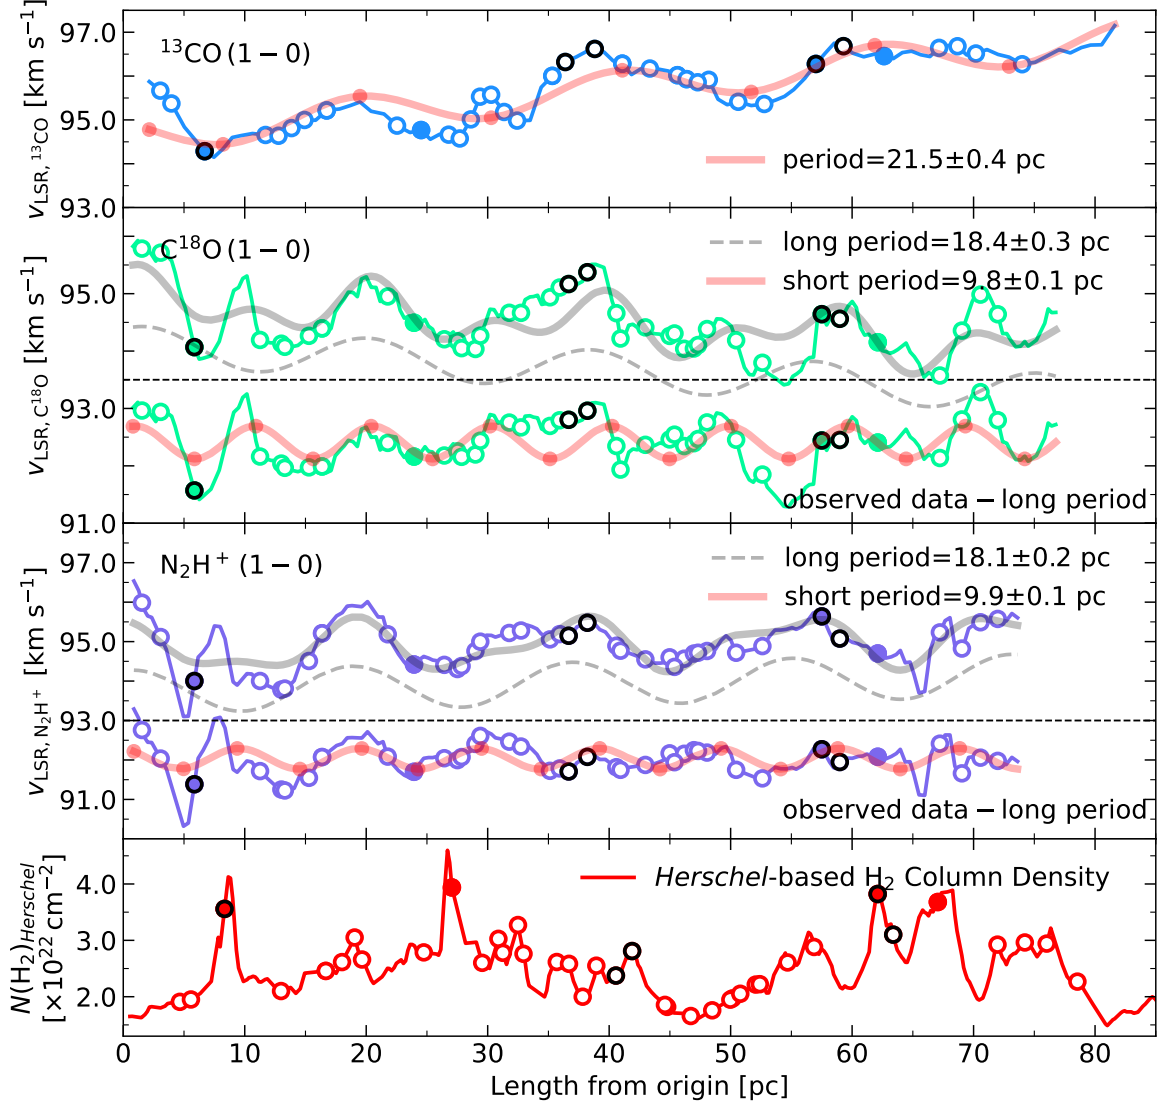 97.0
95.0
93.0
v_LSR, ¹³CO [km s⁻¹]
¹³CO (1 − 0)
period=21.5±0.4 pc
95.0
93.0
91.0
v_LSR, C¹⁸O [km s⁻¹]
C¹⁸O (1 − 0)
long period=18.4±0.3 pc
short period=9.8±0.1 pc
observed data − long period
97.0
95.0
93.0
91.0
v_LSR, N₂H⁺ [km s⁻¹]
N₂H⁺ (1 − 0)
long period=18.1±0.2 pc
short period=9.9±0.1 pc
observed data − long period
4.0
3.0
2.0
N(H₂)_Herschel
[×10²² cm⁻²]
Herschel-based H₂ Column Density
0 10 20 30 40 50 60 70 80
Length from origin [pc]